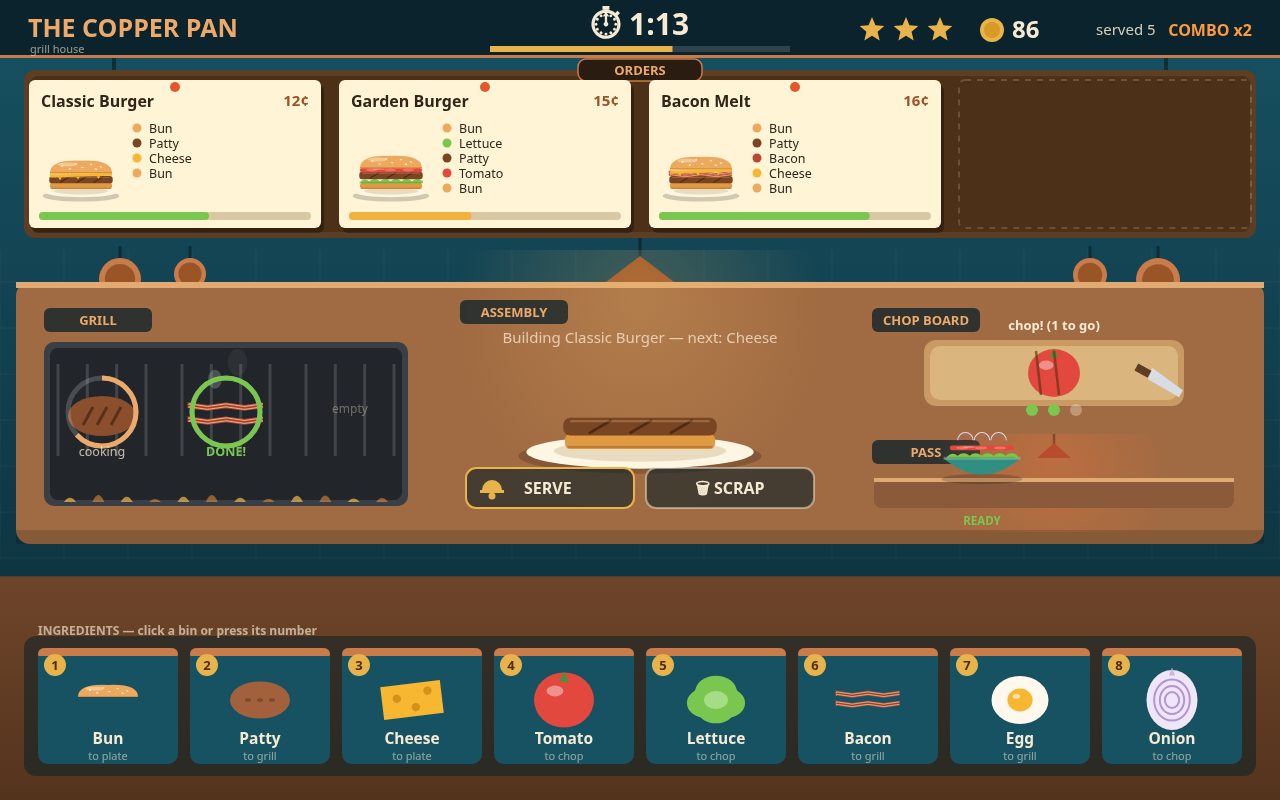 THE COPPER PAN
grill house
1:13
86
served 5
COMBO x2
ORDERS
Classic Burger
12¢
Bun
Patty
Cheese
Bun
Garden Burger
15¢
Bun
Lettuce
Patty
Tomato
Bun
Bacon Melt
16¢
Bun
Patty
Bacon
Cheese
Bun
GRILL
cooking
DONE!
empty
ASSEMBLY
Building Classic Burger — next: Cheese
SERVE
SCRAP
CHOP BOARD
chop! (1 to go)
PASS
READY
INGREDIENTS — click a bin or press its number
1
Bun
to plate
2
Patty
to grill
3
Cheese
to plate
4
Tomato
to chop
5
Lettuce
to chop
6
Bacon
to grill
7
Egg
to grill
8
Onion
to chop